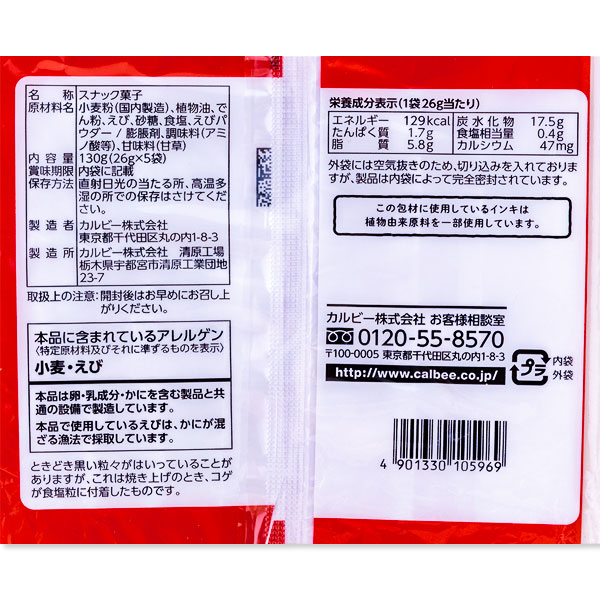 名称 スナック菓子
原材料名 小麦粉(国内製造)、植物油、で
ん粉、えび、砂糖、食塩、えびパ
ウダー / 膨脹剤、調味料(アミ
ノ酸等)、甘味料(甘草)
内容量 130g(26g×5袋)
賞味期限 内袋に記載
保存方法 直射日光の当たる所、高温多
湿の所での保存はさけてくだ
さい。
製造者 カルビー株式会社
東京都千代田区丸の内1-8-3
製造所 カルビー株式会社 清原工場
栃木県宇都宮市清原工業団地
23-7
取扱上の注意:開封後はお早めにお召し上
がりください。
本品に含まれているアレルゲン
(特定原材料及びそれに準ずるものを表示)
小麦・えび
本品は卵・乳成分・かにを含む製品と共
通の設備で製造しています。
本品で使用しているえびは、かにが混
ざる漁法で採取しています。
ときどき黒い粒々がはいっていることが
ありますが、これは焼き上げのとき、コゲ
が食塩粒に付着したものです。
栄養成分表示(1袋26g当たり)
エネルギー 129kcal 炭水化物 17.5g
たんぱく質 1.7g 食塩相当量 0.4g
脂質 5.8g カルシウム 47mg
外袋には空気抜きのため、切り込みを入れておりま
すが、製品は内袋によって完全密封されています。
この包材に使用しているインキは
植物由来原料を一部使用しています。
カルビー株式会社 お客様相談室
0120-55-8570
〒100-0005 東京都千代田区丸の内1-8-3
http://www.calbee.co.jp/
プラ 内袋
外袋
4 901330 105969